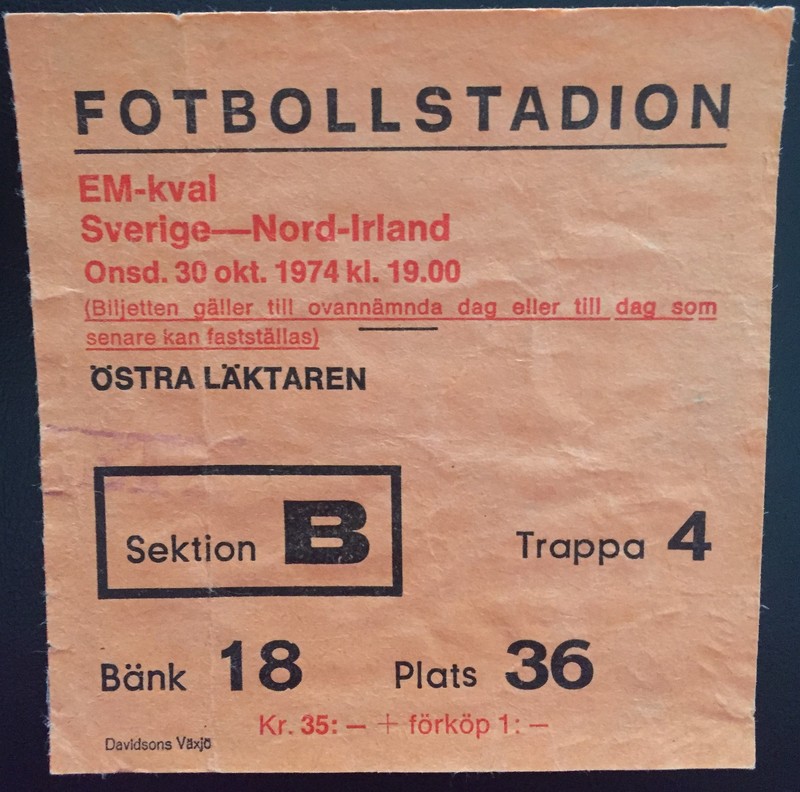 FOTBOLLSTADION
EM-kval
Sverige—Nord-Irland
Onsd. 30 okt. 1974 kl. 19.00
(Biljetten gäller till ovannämnda dag eller till dag som
senare kan fastställas)
ÖSTRA LÄKTAREN
Sektion B Trappa 4
Bänk 18 Plats 36
Kr. 35: — + förköp 1: —
Davidsons Växjö